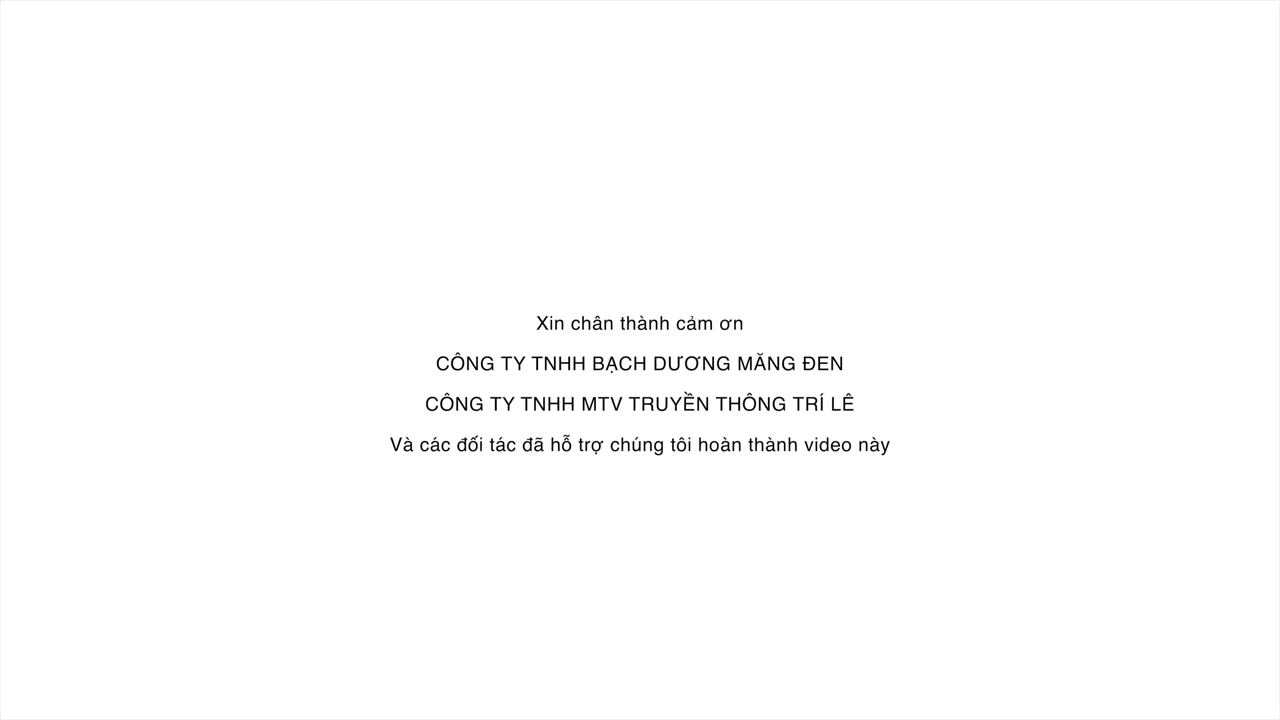 Xin chân thành cảm ơn
CÔNG TY TNHH BẠCH DƯƠNG MĂNG ĐEN
CÔNG TY TNHH MTV TRUYỀN THÔNG TRÍ LÊ
Và các đối tác đã hỗ trợ chúng tôi hoàn thành video này